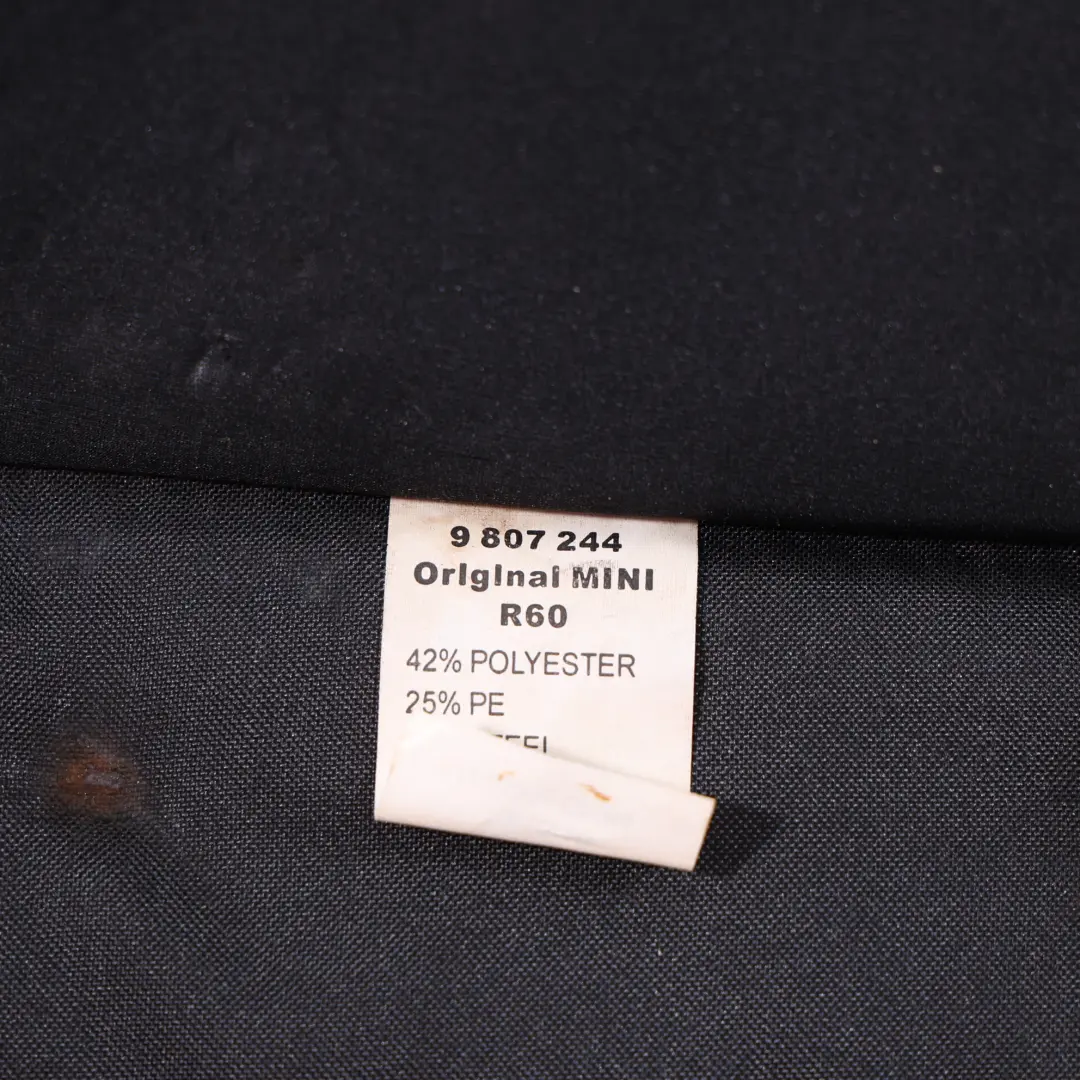 9 807 244
Original MINI
R60
42% POLYESTER
25% PE